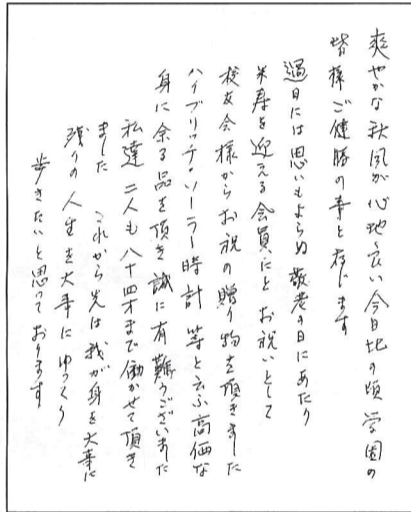 爽やかな秋風が心地良い今日此の頃 学園の
皆様ご健勝の事と存じます
過日には思いもよらぬ敬老の日にあたり
米寿を迎える会員にと お祝いとして
校友会様からお祝の贈り物を頂きました
ハイブリッチ・ソーラー時計 等と云ふ高価な
身に余る品を頂き誠に有難うございました
私達二人も八十四才まで働かせて頂き
ました これから先は我が身を大事に
残りの人生を大事にゆっくり
歩きたいと思っております